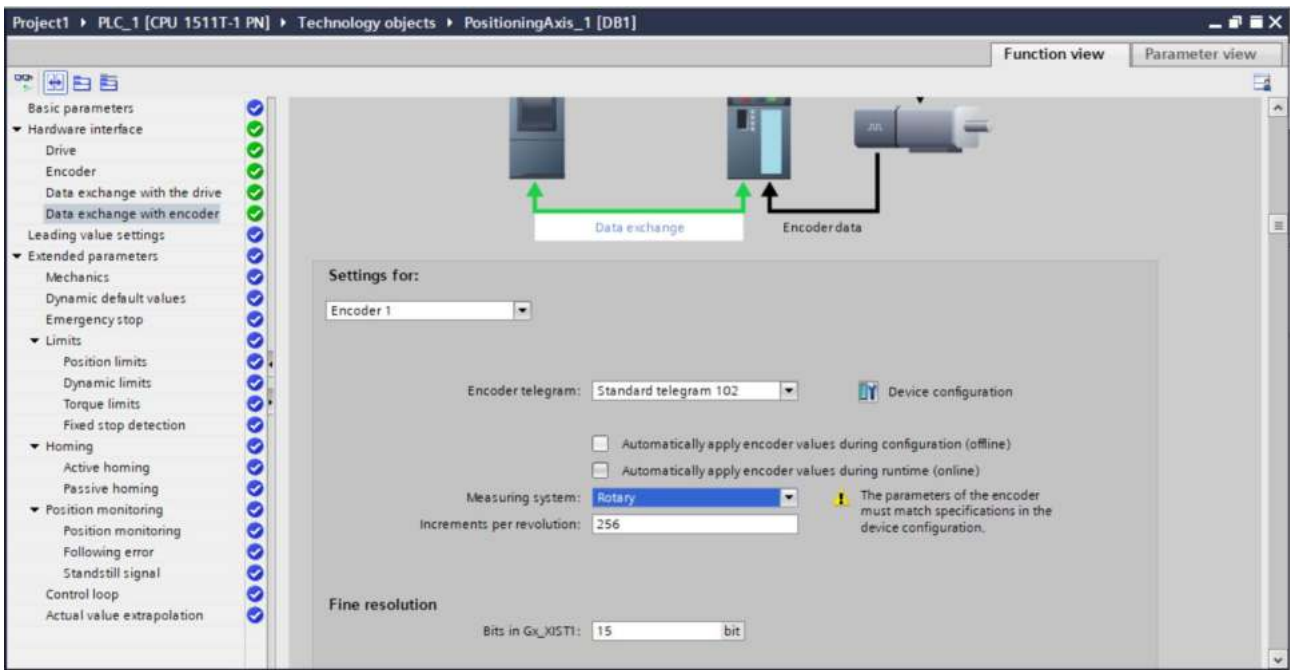 Project1 ▸ PLC_1 [CPU 1511T-1 PN] ▸ Technology objects ▸ PositioningAxis_1 [DB1]
Function view
Parameter view
Basic parameters
Hardware interface
Drive
Encoder
Data exchange with the drive
Data exchange with encoder
Leading value settings
Extended parameters
Mechanics
Dynamic default values
Emergency stop
Limits
Position limits
Dynamic limits
Torque limits
Fixed stop detection
Homing
Active homing
Passive homing
Position monitoring
Position monitoring
Following error
Standstill signal
Control loop
Actual value extrapolation
Data exchange
Encoder data
Settings for:
Encoder 1
Encoder telegram: Standard telegram 102
Device configuration
Automatically apply encoder values during configuration (offline)
Automatically apply encoder values during runtime (online)
Measuring system: Rotary
The parameters of the encoder
must match specifications in the
device configuration.
Increments per revolution: 256
Fine resolution
Bits in Gx_XIST1: 15 bit